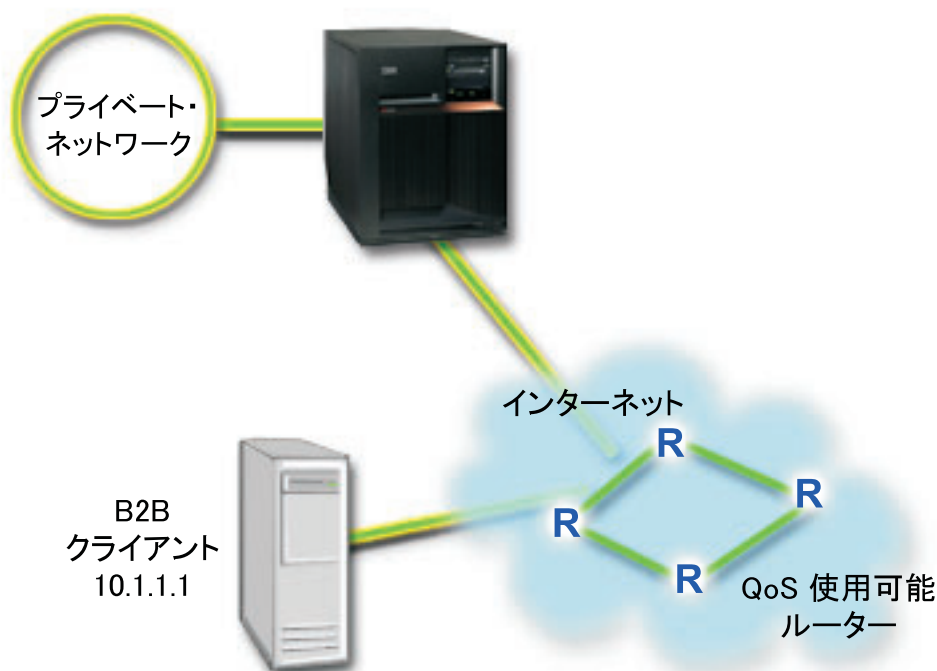 プライベート・
ネットワーク
インターネット
R
R
R
R
B2B
クライアント
10.1.1.1
QoS 使用可能
ルーター